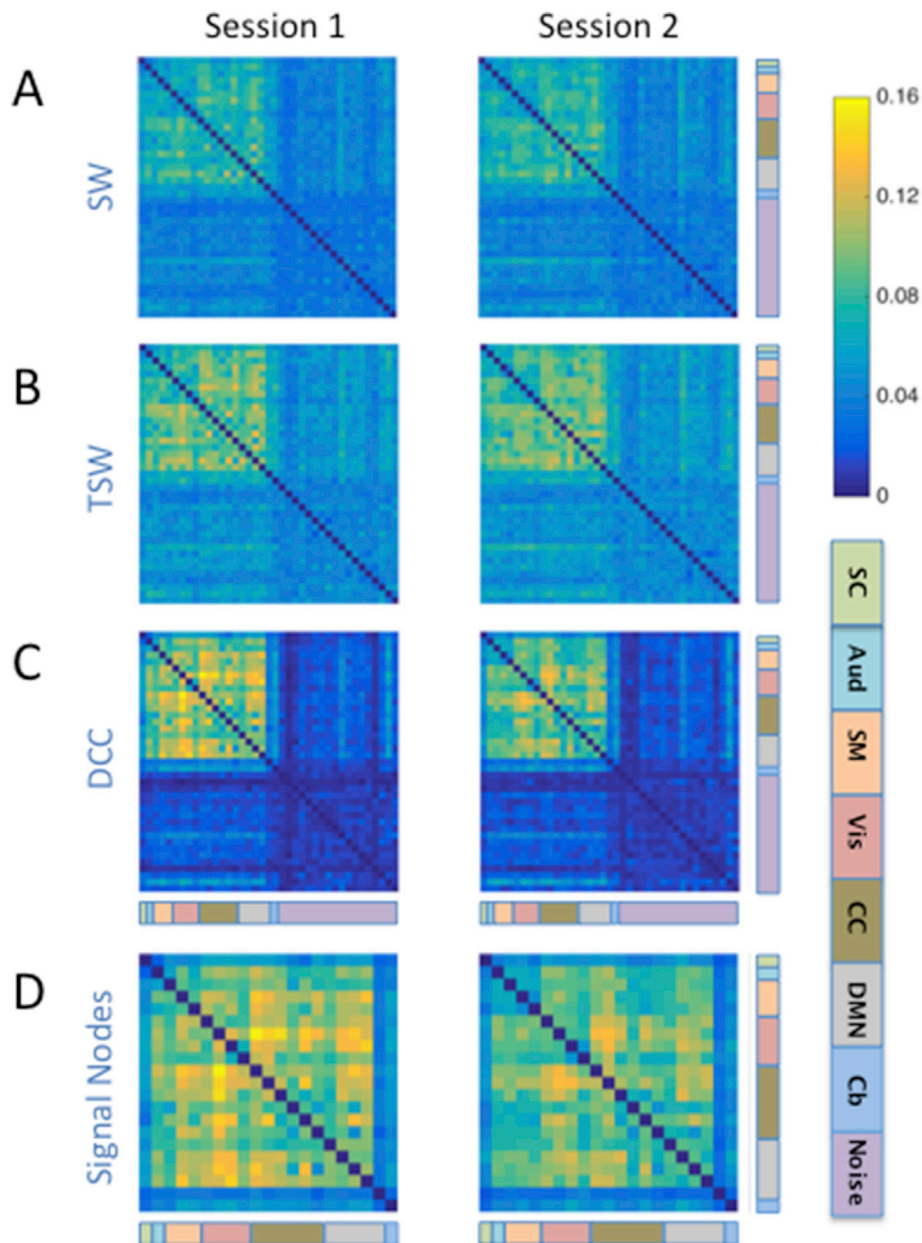 Session 1
Session 2
A
SW
0.16
0.12
0.08
0.04
0
B
TSW
C
DCC
D
Signal Nodes
SC
Aud
SM
Vis
CC
DMN
Cb
Noise